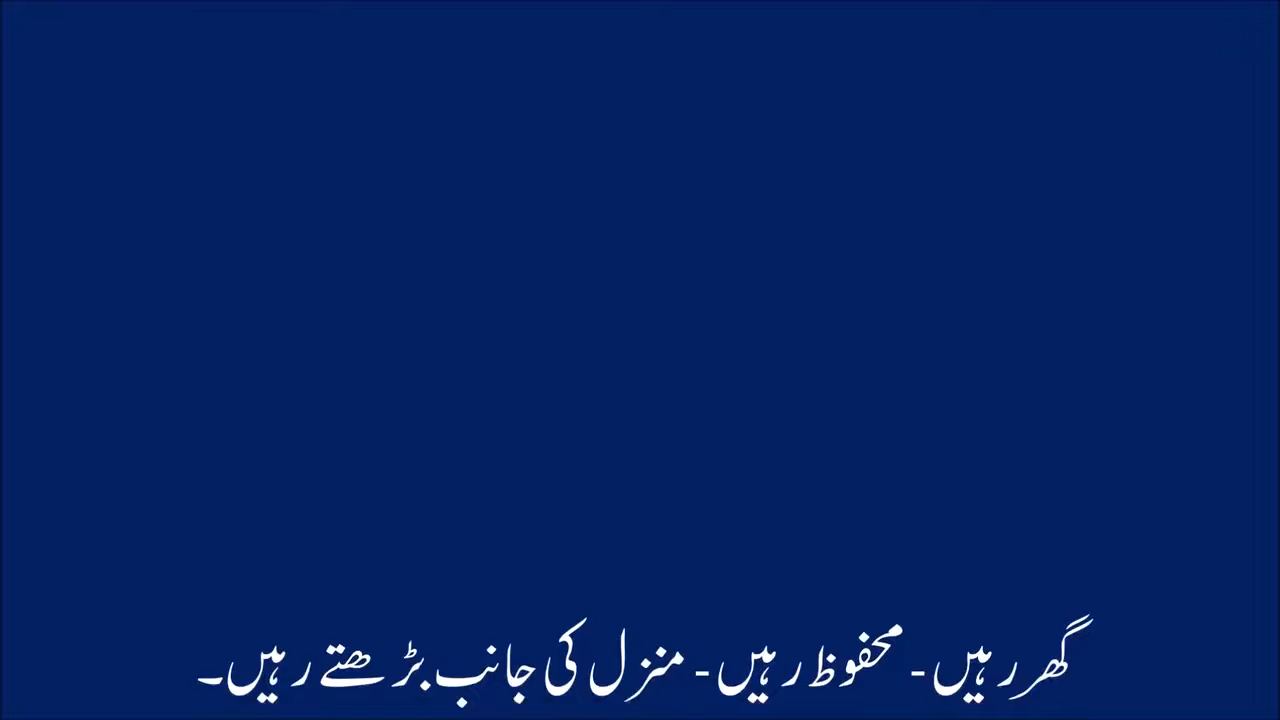 گھر رہیں - محفوظ رہیں - منزل کی جانب بڑھتے رہیں۔